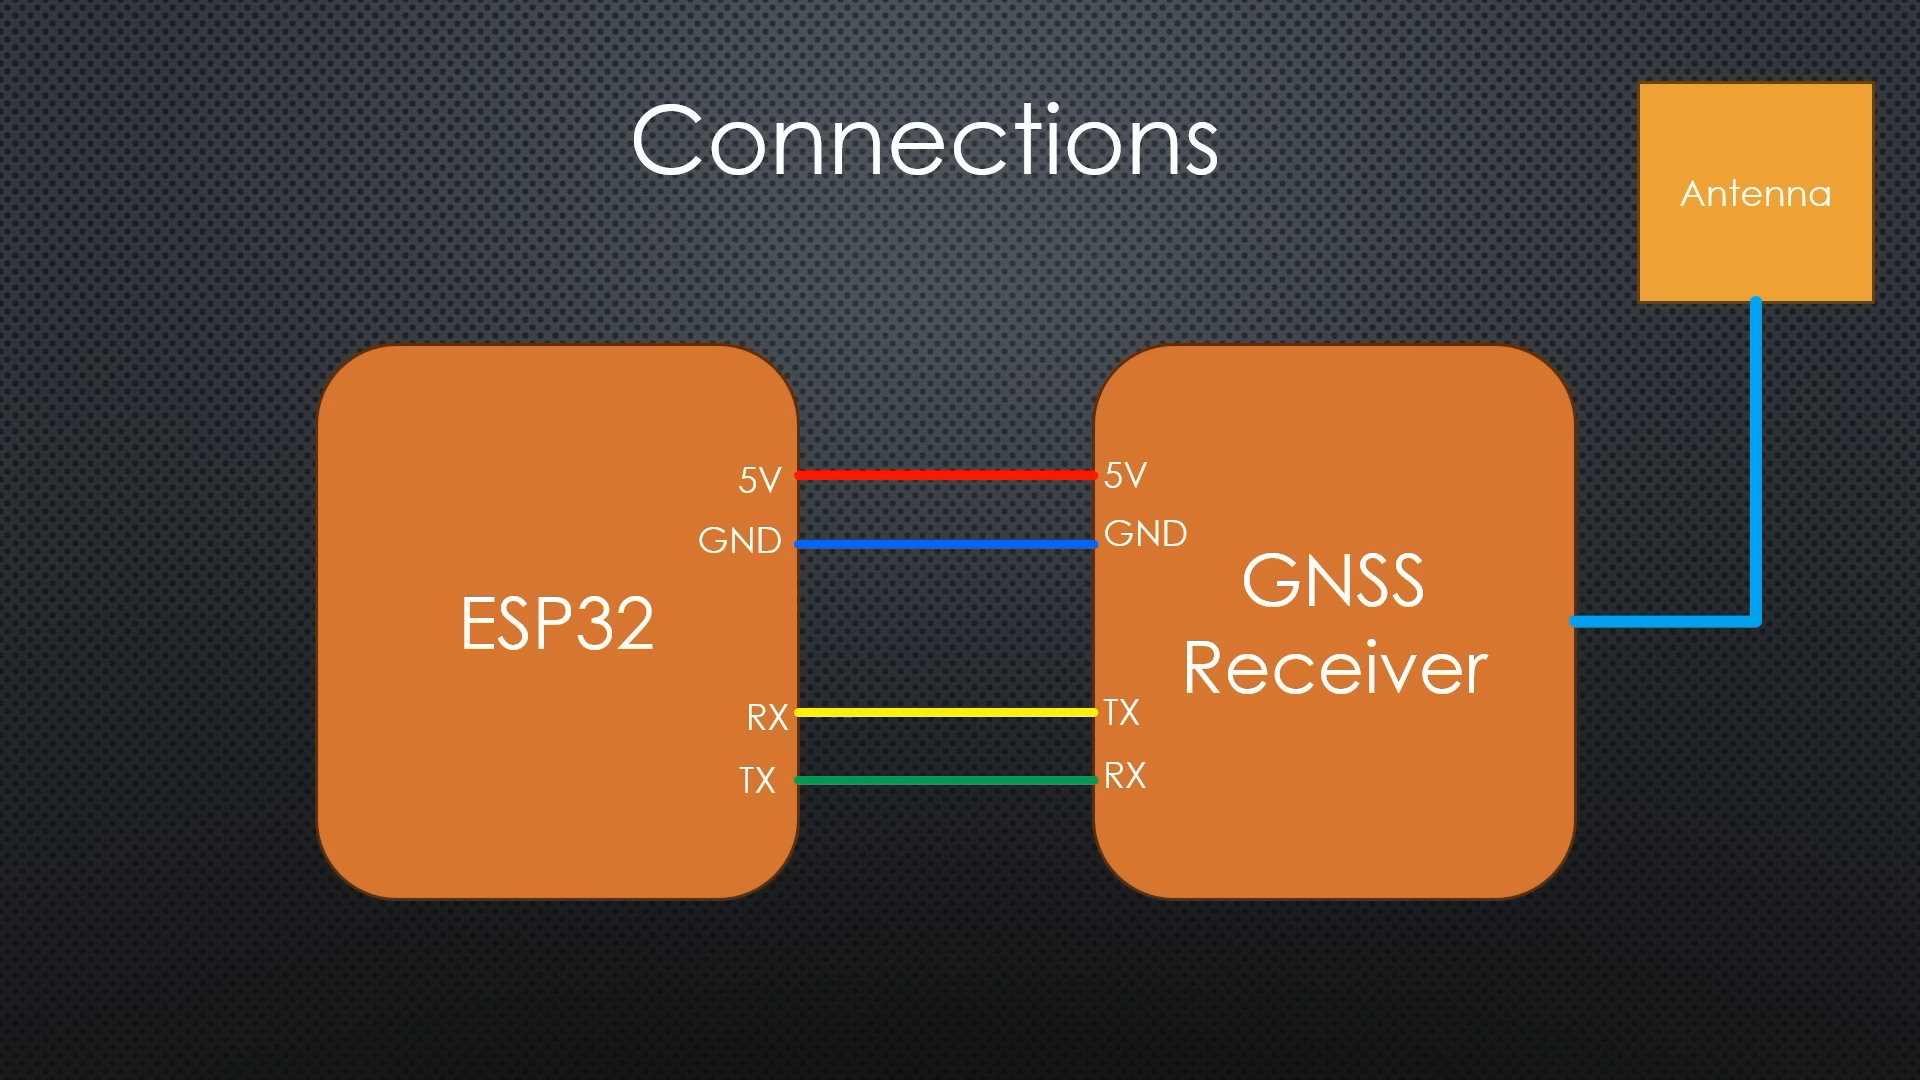 Connections
Antenna
5V
5V
GND
GND
ESP32
GNSS
Receiver
RX
TX
TX
RX